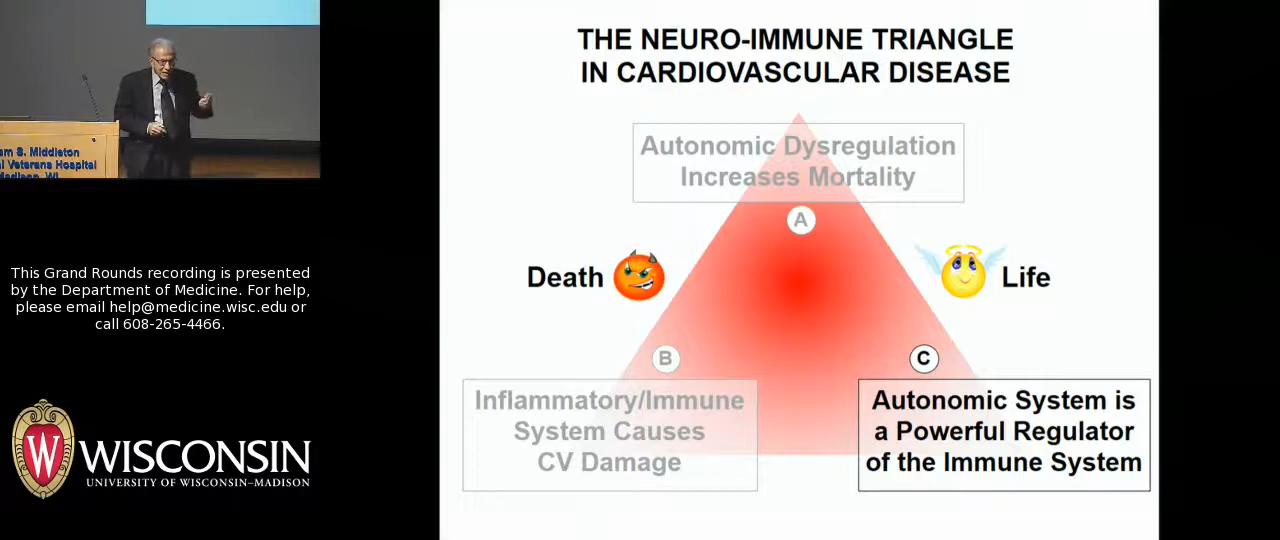 THE NEURO-IMMUNE TRIANGLE
IN CARDIOVASCULAR DISEASE
Autonomic Dysregulation
Increases Mortality
A
Death
Life
B
C
Inflammatory/Immune
System Causes
CV Damage
Autonomic System is
a Powerful Regulator
of the Immune System
am S. Middleton
al Veterans Hospital
Madison, WI
This Grand Rounds recording is presented
by the Department of Medicine. For help,
please email help@medicine.wisc.edu or
call 608-265-4466.
W
WISCONSIN
UNIVERSITY OF WISCONSIN–MADISON